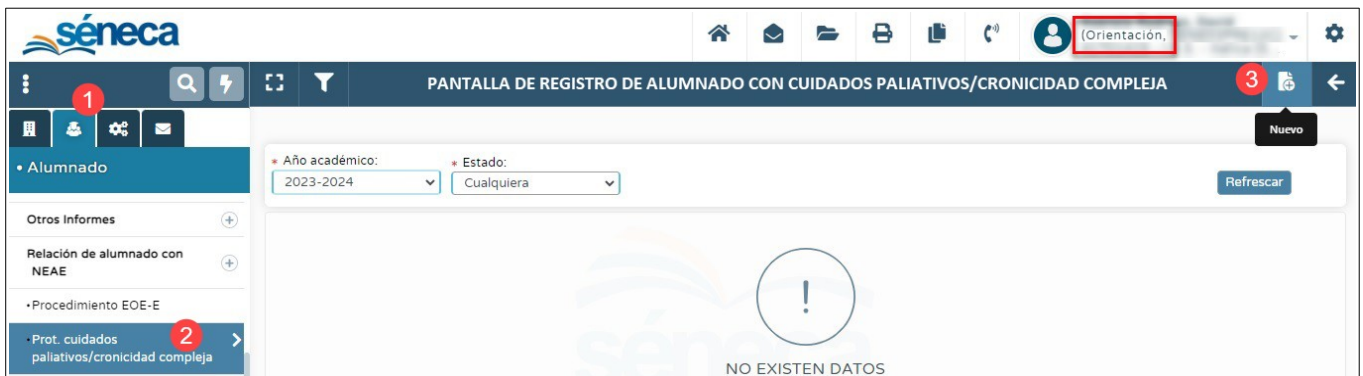 séneca
(Orientación,
PANTALLA DE REGISTRO DE ALUMNADO CON CUIDADOS PALIATIVOS/CRONICIDAD COMPLEJA
3
1
Nuevo
• Alumnado
* Año académico:
* Estado:
2023-2024
Cualquiera
Refrescar
Otros Informes
Relación de alumnado con
NEAE
•Procedimiento EOE-E
•Prot. cuidados
2
paliativos/cronicidad compleja
!
séneca
NO EXISTEN DATOS